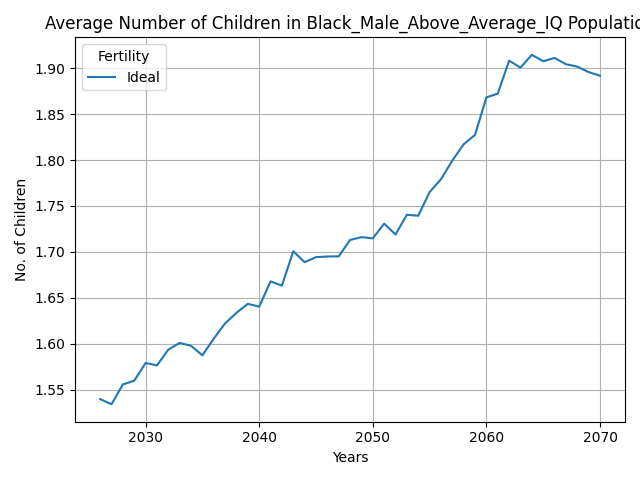 Average Number of Children in Black_Male_Above_Average_IQ Populatio
Fertility
Ideal
1.90
1.85
1.80
1.75
1.70
1.65
1.60
1.55
No. of Children
2030 2040 2050 2060 2070
Years